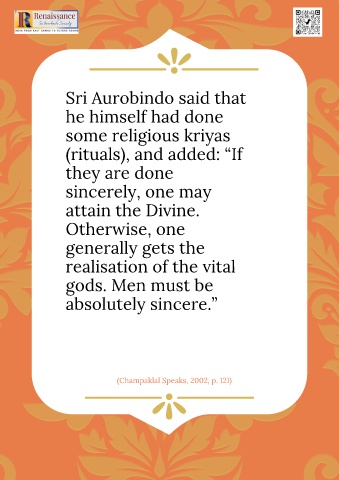 Renaissance
Sri Aurobindo said that
he himself had done
some religious kriyas
(rituals), and added: “If
they are done
sincerely, one may
attain the Divine.
Otherwise, one
generally gets the
realisation of the vital
gods. Men must be
absolutely sincere.”
(Champaklal Speaks, 2002, p. 121)